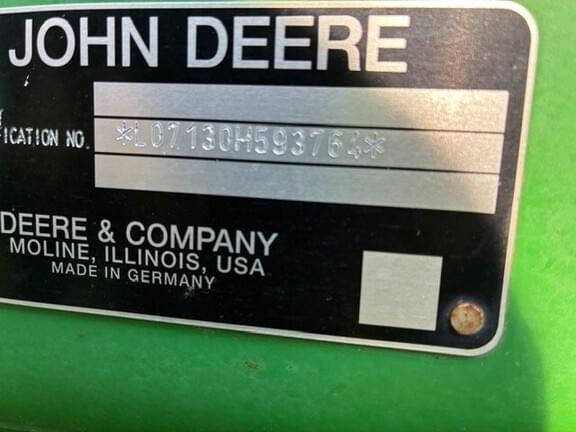 JOHN DEERE
ICATION NO. *L07130H593764*
DEERE & COMPANY
MOLINE, ILLINOIS, USA
MADE IN GERMANY